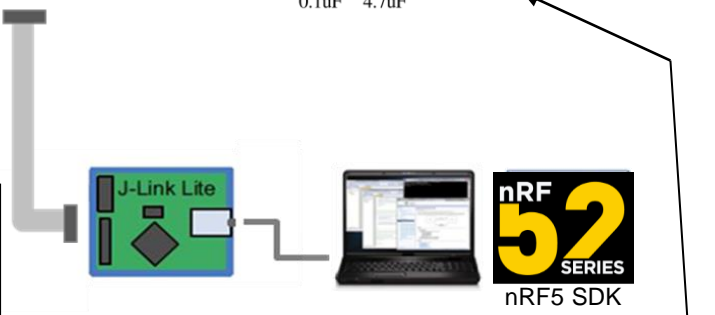 0.1uF 4.7uF
J-Link Lite
nRF
52
SERIES
nRF5 SDK